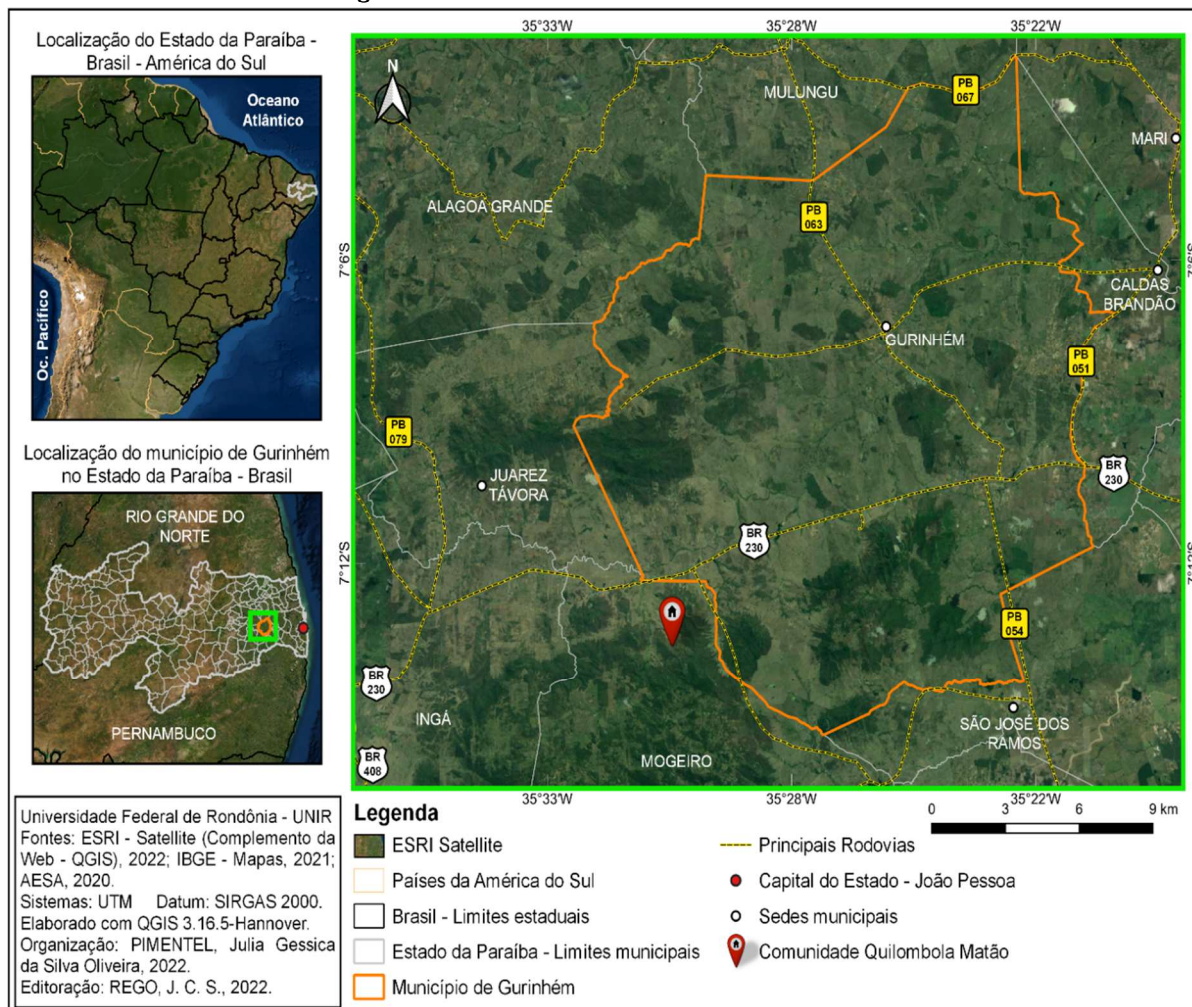 Localização do Estado da Paraíba -
Brasil - América do Sul
Oceano
Atlântico
Oc. Pacífico
Localização do município de Gurinhém
no Estado da Paraíba - Brasil
RIO GRANDE DO
NORTE
PERNAMBUCO
35°33'W
35°28'W
35°22'W
N
MULUNGU
PB
067
MARI
ALAGOA GRANDE
PB
063
7°6'S
7°6'S
CALDAS
BRANDÃO
GURINHÉM
PB
051
PB
079
JUAREZ
TÁVORA
BR
230
BR
230
7°12'S
7°12'S
PB
054
BR
230
INGÁ
SÃO JOSÉ DOS
RAMOS
MOGEIRO
BR
408
35°33'W
35°28'W
35°22'W
Universidade Federal de Rondônia - UNIR
Fontes: ESRI - Satellite (Complemento da
Web - QGIS), 2022; IBGE - Mapas, 2021;
AESA, 2020.
Sistemas: UTM Datum: SIRGAS 2000.
Elaborado com QGIS 3.16.5-Hannover.
Organização: PIMENTEL, Julia Gessica
da Silva Oliveira, 2022.
Editoração: REGO, J. C. S., 2022.
Legenda
ESRI Satellite
Países da América do Sul
Brasil - Limites estaduais
Estado da Paraíba - Limites municipais
Município de Gurinhém
0 3 6 9 km
Principais Rodovias
Capital do Estado - João Pessoa
Sedes municipais
Comunidade Quilombola Matão